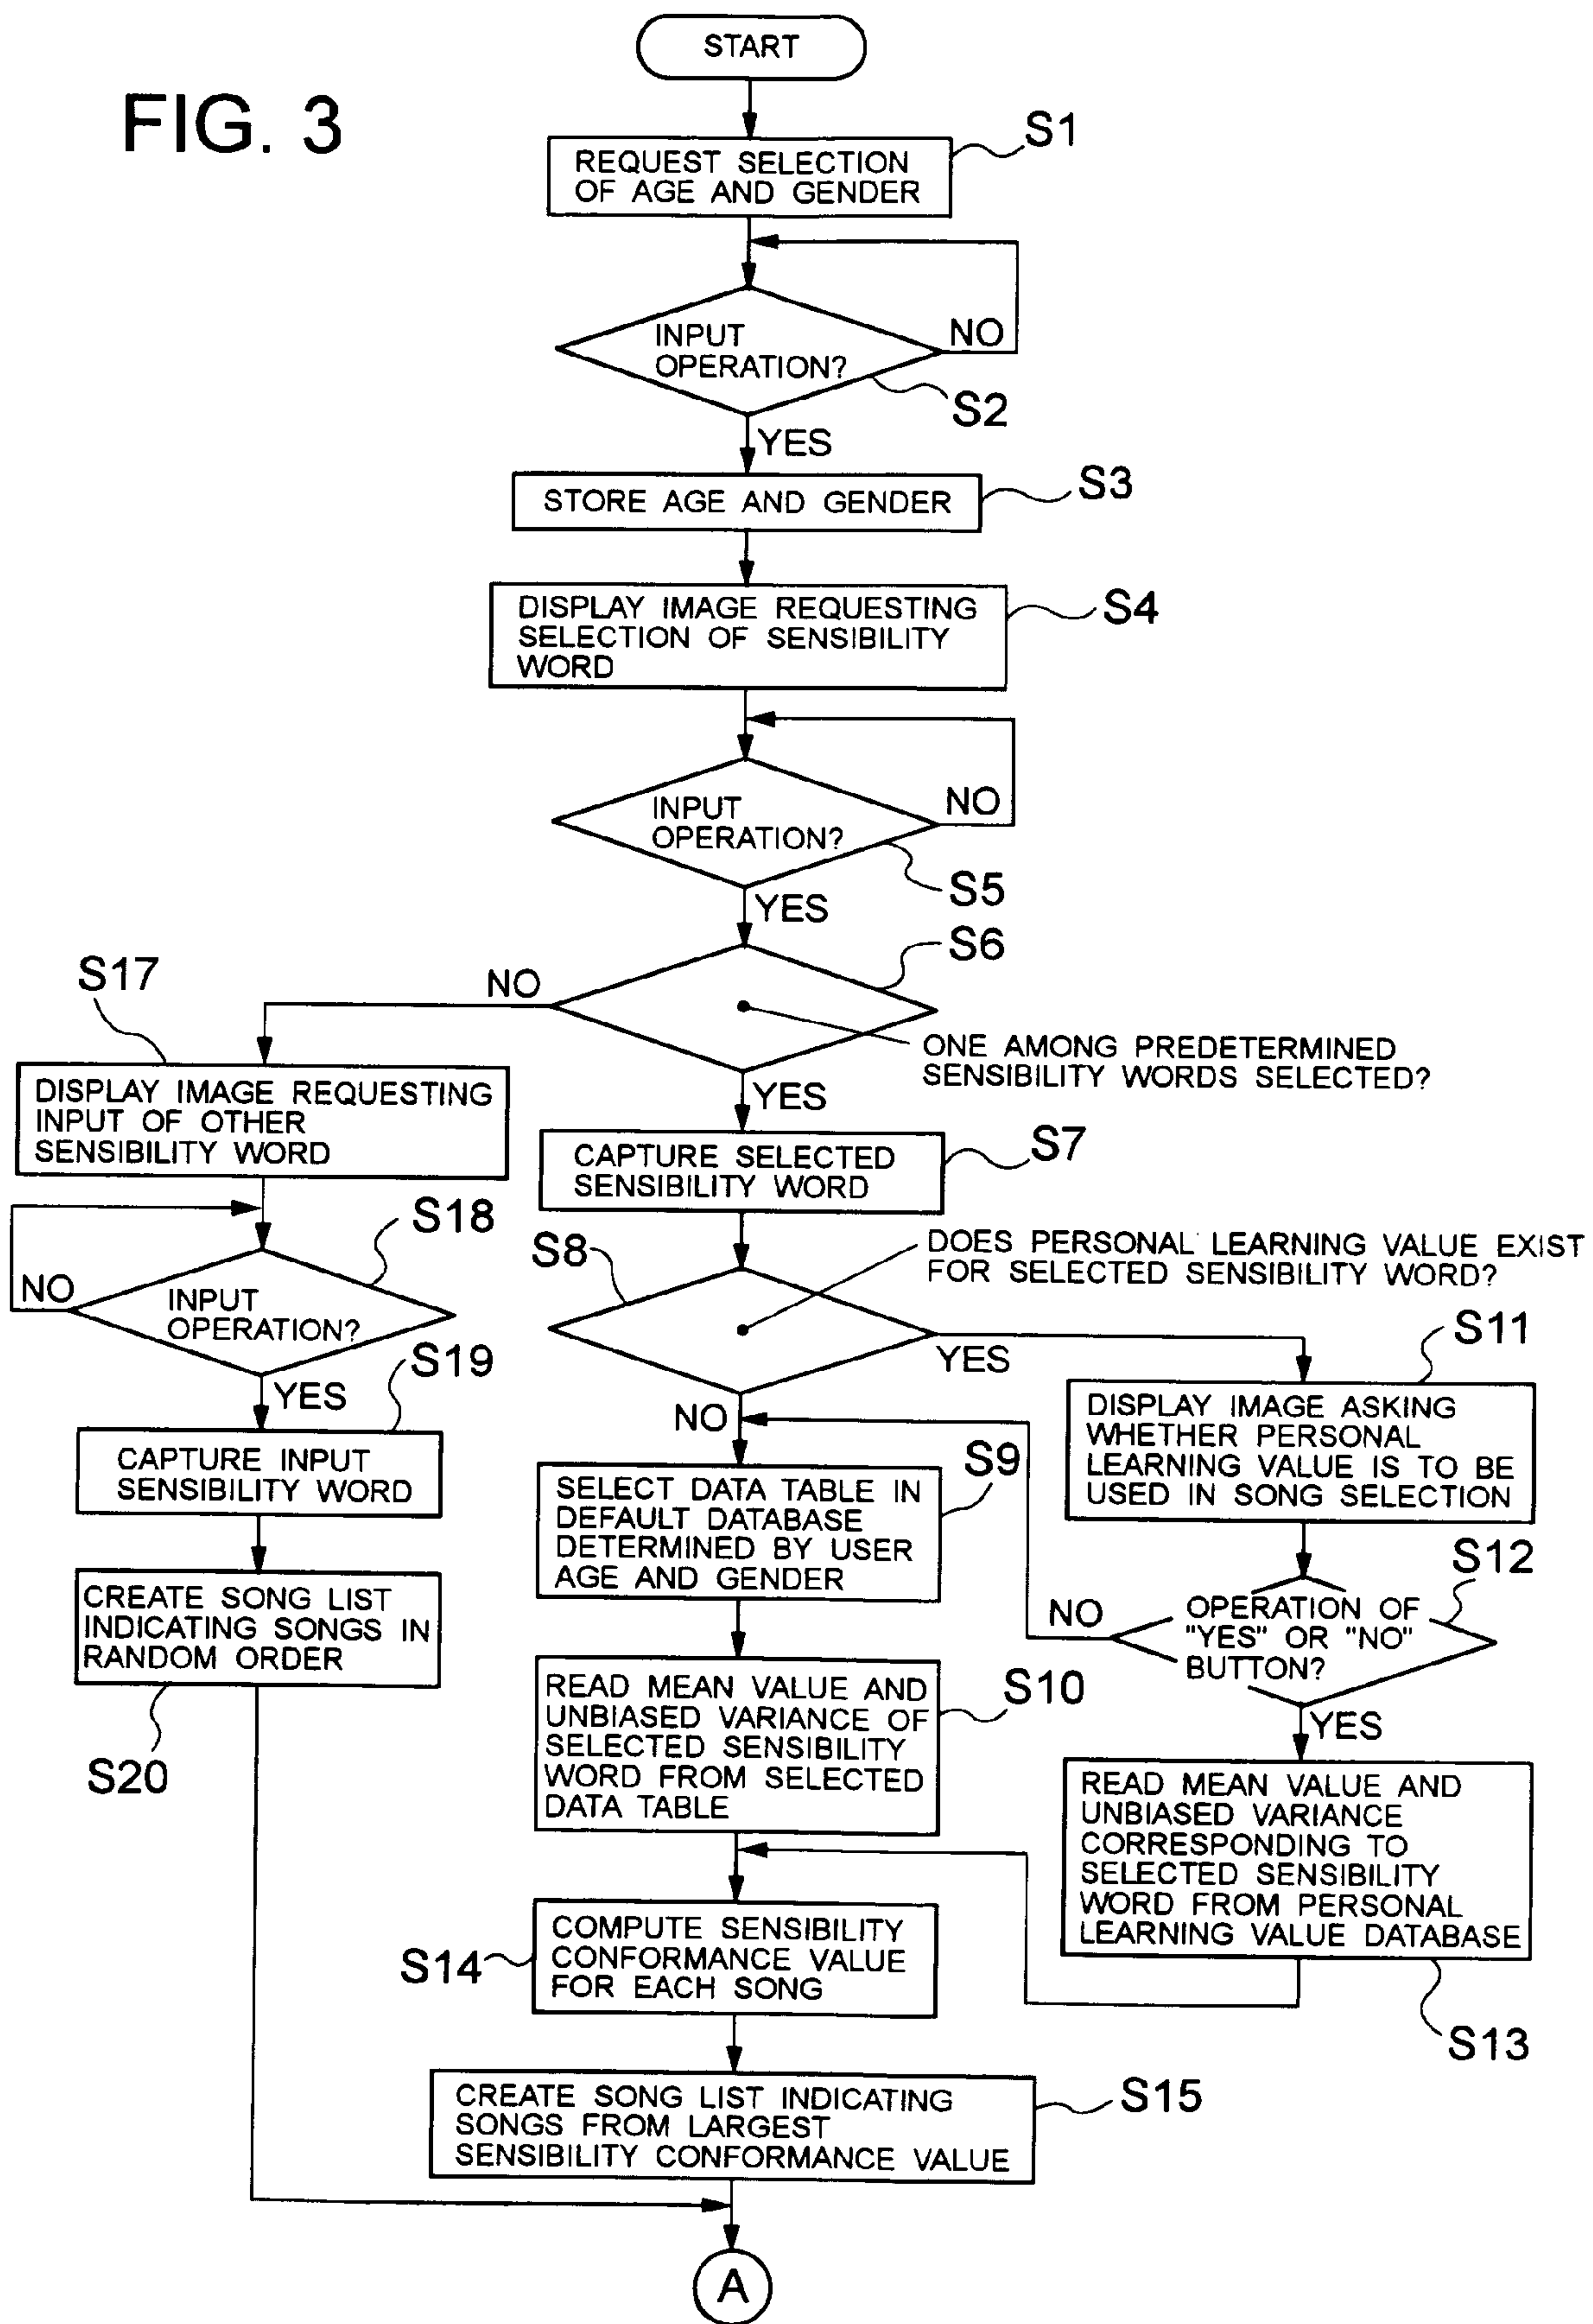 START
FIG. 3
S1
REQUEST SELECTION
OF AGE AND GENDER
INPUT
OPERATION?
NO
S2
YES
STORE AGE AND GENDER
S3
DISPLAY IMAGE REQUESTING
SELECTION OF SENSIBILITY
WORD
S4
INPUT
OPERATION?
NO
S5
YES
S6
NO
ONE AMONG PREDETERMINED
SENSIBILITY WORDS SELECTED?
YES
S17
DISPLAY IMAGE REQUESTING
INPUT OF OTHER
SENSIBILITY WORD
S18
NO
INPUT
OPERATION?
YES
S19
CAPTURE INPUT
SENSIBILITY WORD
CREATE SONG LIST
INDICATING SONGS IN
RANDOM ORDER
S20
CAPTURE SELECTED
SENSIBILITY WORD
S7
S8
DOES PERSONAL LEARNING VALUE EXIST
FOR SELECTED SENSIBILITY WORD?
YES
NO
S9
SELECT DATA TABLE IN
DEFAULT DATABASE
DETERMINED BY USER
AGE AND GENDER
S10
READ MEAN VALUE AND
UNBIASED VARIANCE OF
SELECTED SENSIBILITY
WORD FROM SELECTED
DATA TABLE
S11
DISPLAY IMAGE ASKING
WHETHER PERSONAL
LEARNING VALUE IS TO BE
USED IN SONG SELECTION
S12
NO
OPERATION OF
"YES" OR "NO"
BUTTON?
YES
READ MEAN VALUE AND
UNBIASED VARIANCE
CORRESPONDING TO
SELECTED SENSIBILITY
WORD FROM PERSONAL
LEARNING VALUE DATABASE
S13
S14
COMPUTE SENSIBILITY
CONFORMANCE VALUE
FOR EACH SONG
S15
CREATE SONG LIST INDICATING
SONGS FROM LARGEST
SENSIBILITY CONFORMANCE VALUE
A